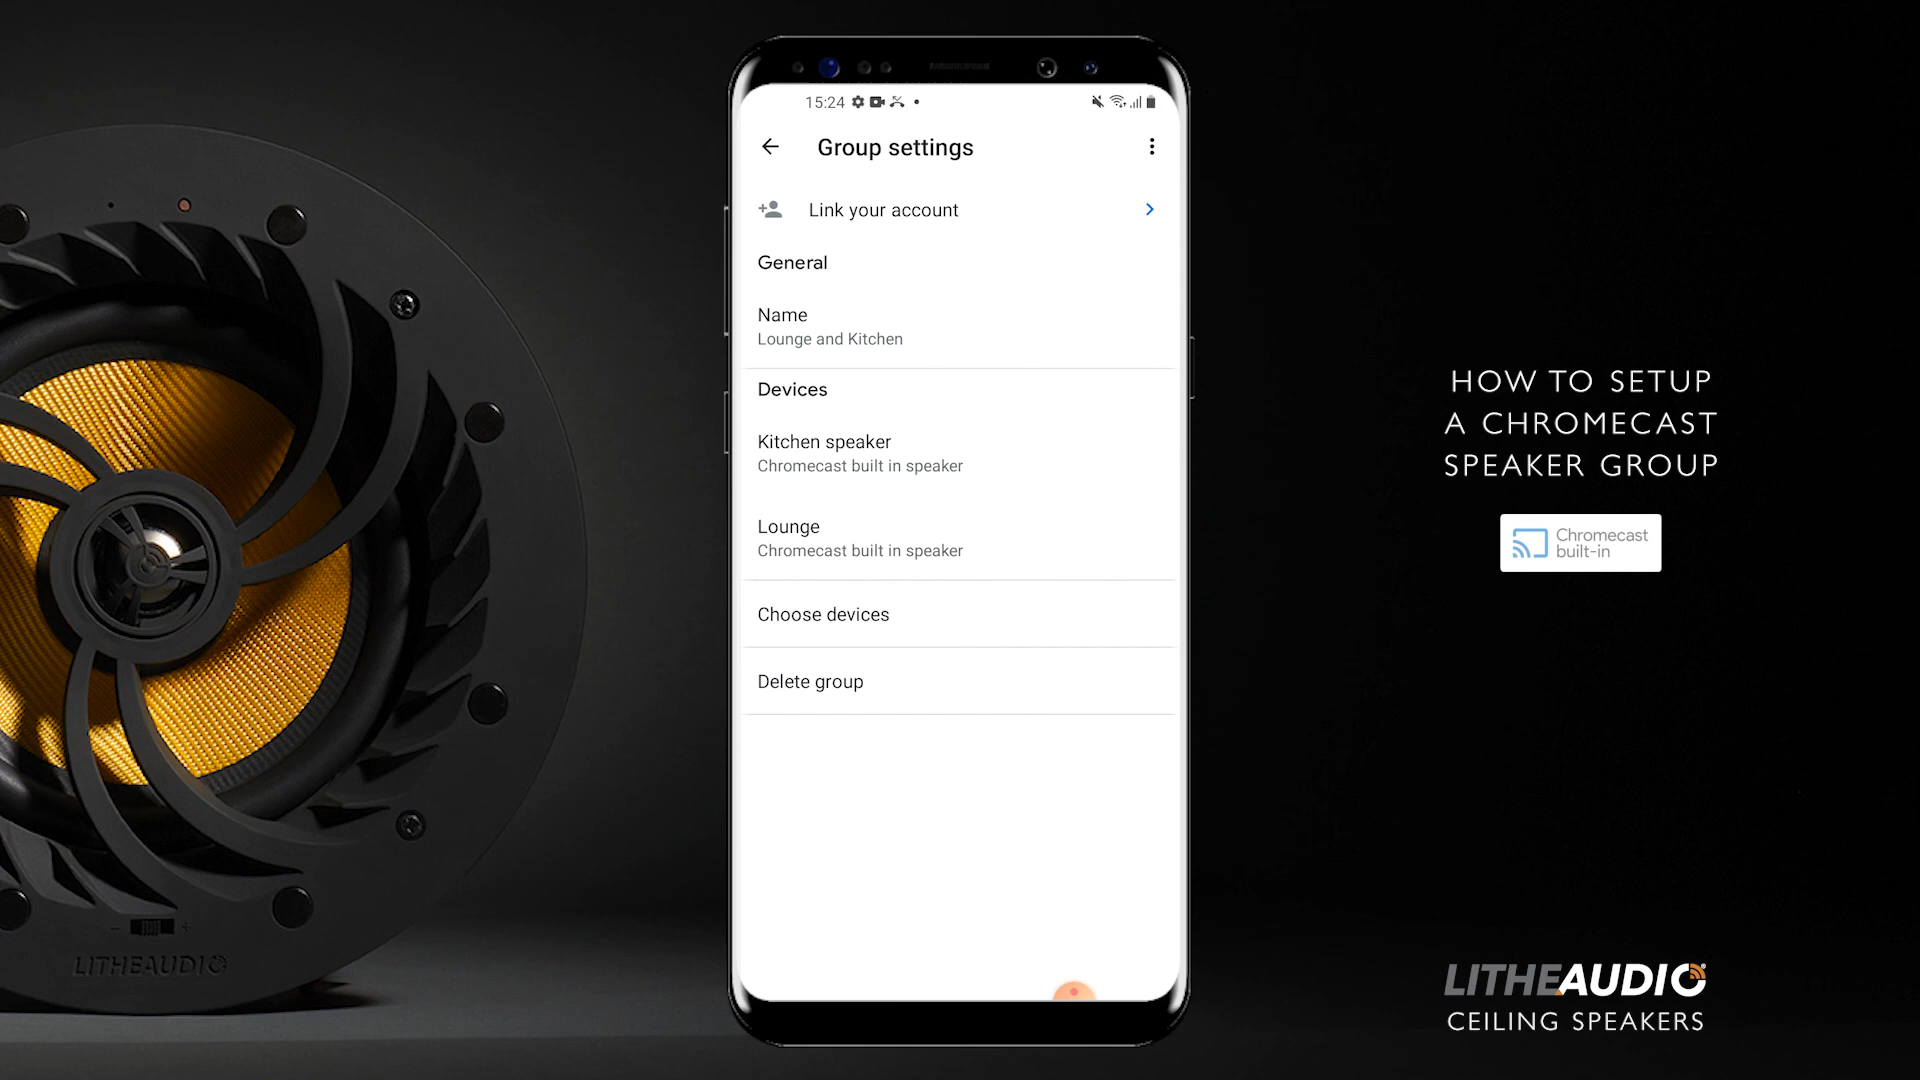 15:24
Group settings
Link your account
General
Name
Lounge and Kitchen
Devices
Kitchen speaker
Chromecast built in speaker
Lounge
Chromecast built in speaker
Choose devices
Delete group
HOW TO SETUP
A CHROMECAST
SPEAKER GROUP
Chromecast
built-in
LITHEAUDIO
CEILING SPEAKERS
- +
LITHEAUDIO